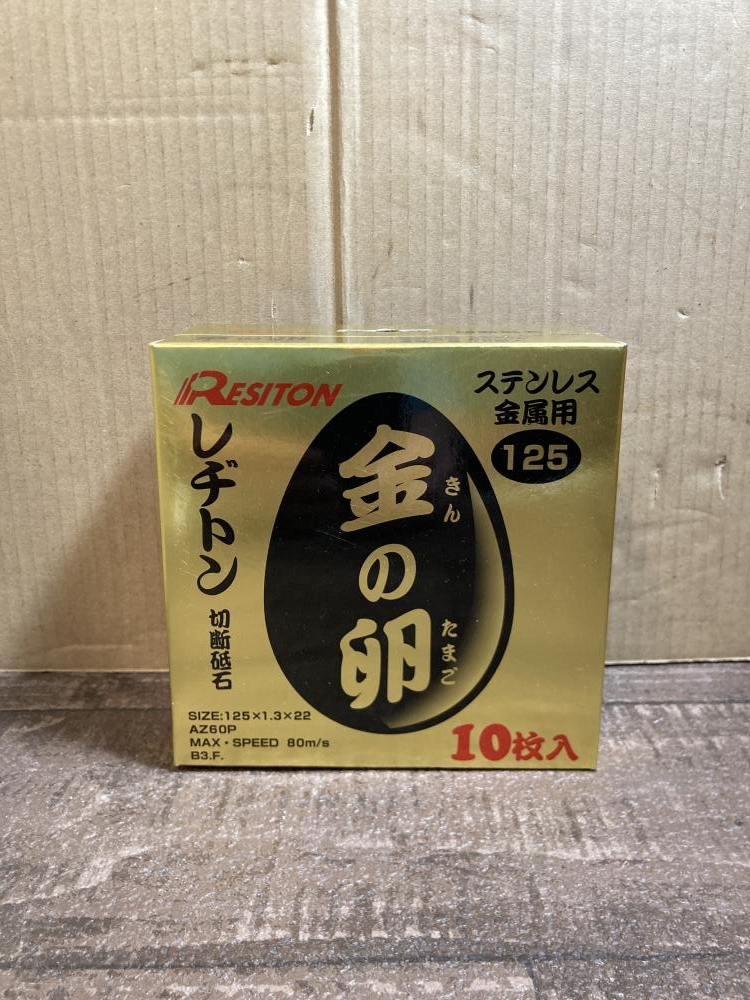 RESITON
レヂトン
切断砥石
ステンレス
金属用
125
金の卵
きん
たまご
SIZE:125×1.3×22
AZ60P
MAX・SPEED 80m/s
B3.F.
10枚入